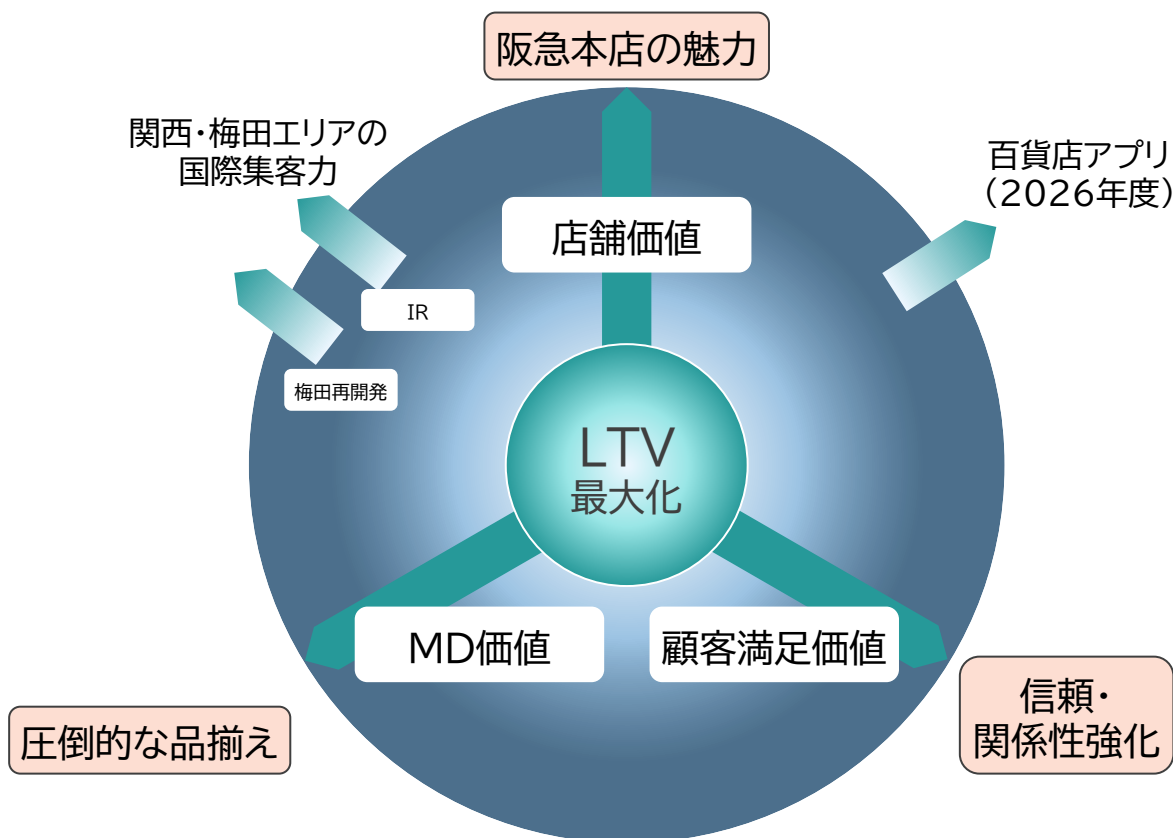 阪急本店の魅力
関西・梅田エリアの
国際集客力
百貨店アプリ
（2026年度）
店舗価値
IR
梅田再開発
LTV
最大化
MD価値
顧客満足価値
圧倒的な品揃え
信頼・
関係性強化